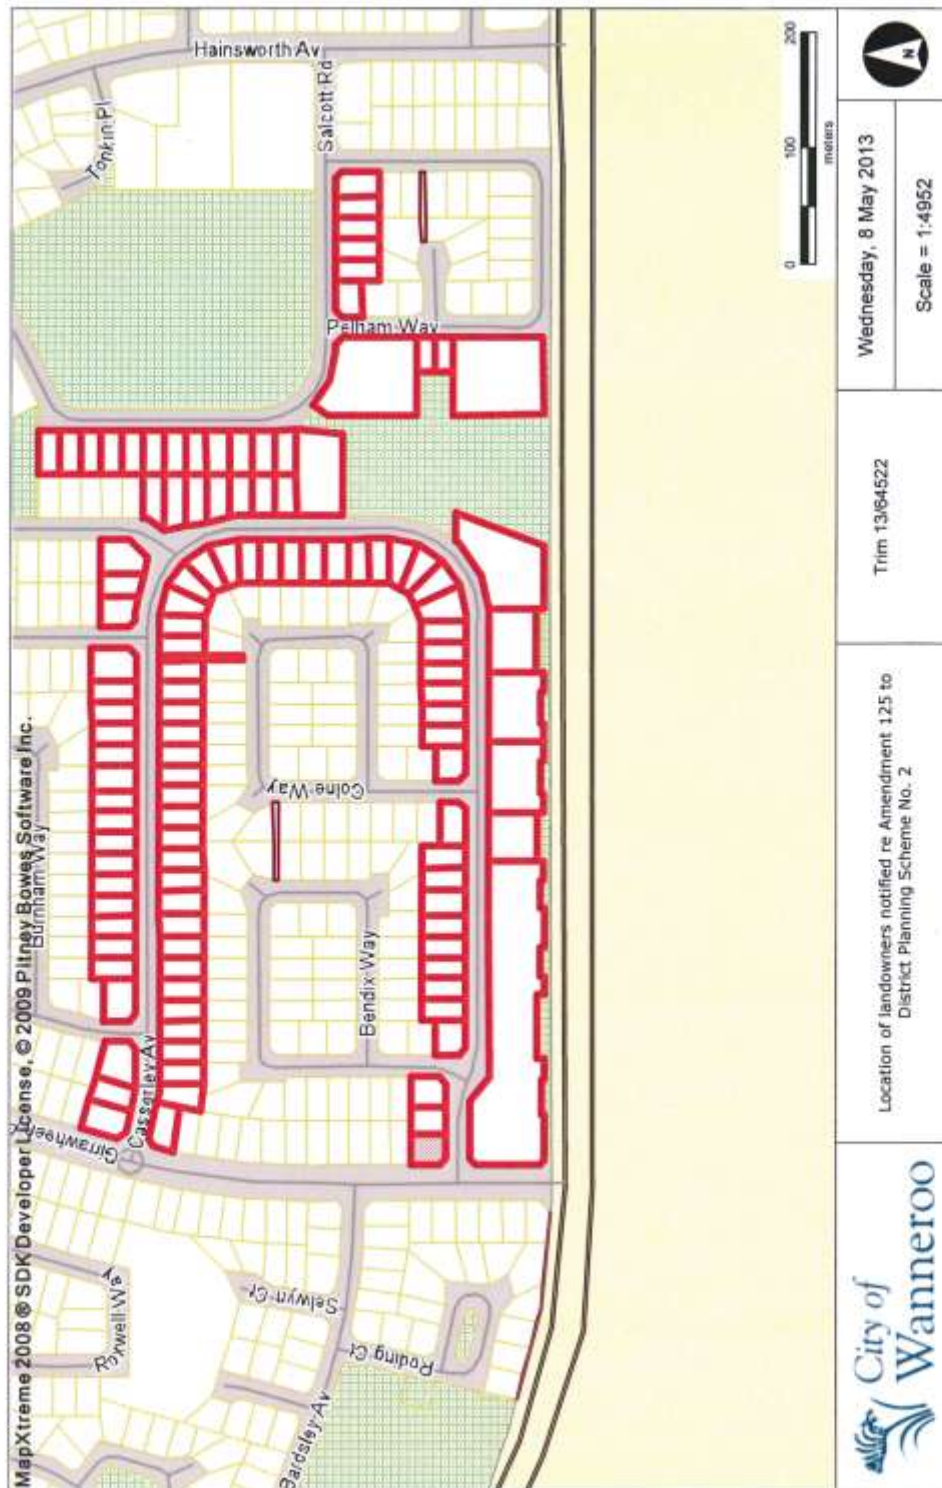 MapXtreme 2008 ® SDK Developer License, © 2009 Pitney Bowes Software Inc.
Hainsworth Av
Salcott Rd
Tonkin Pl
Pelham Way
Burnham Way
Colne Way
Bendix Way
Casserley Av
Girrawheen
Roxwell Way
Selwyn Ct
Roding Ct
Bardsley Av
0
100
200
meters
N
Wednesday, 8 May 2013
Scale = 1:4952
Trim 13/64522
Location of landowners notified re Amendment 125 to
District Planning Scheme No. 2
City of
Wanneroo